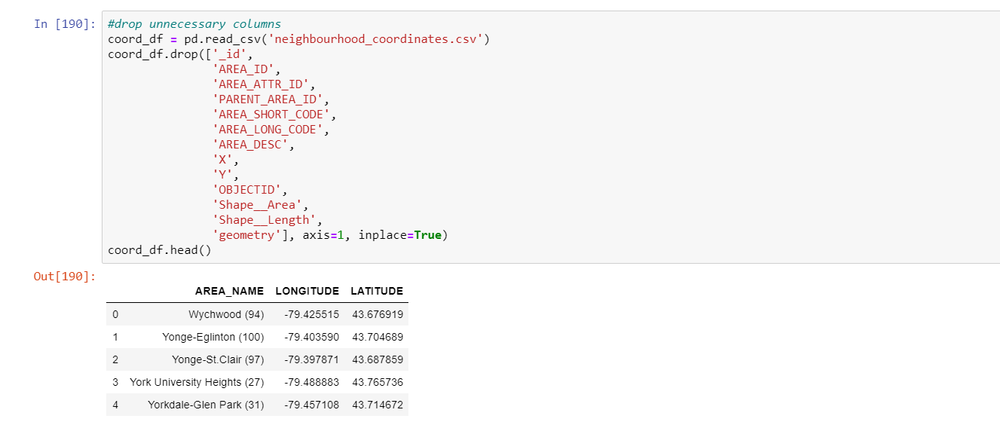 In [190]: #drop unnecessary columns
coord_df = pd.read_csv('neighbourhood_coordinates.csv')
coord_df.drop(['_id',
'AREA_ID',
'AREA_ATTR_ID',
'PARENT_AREA_ID',
'AREA_SHORT_CODE',
'AREA_LONG_CODE',
'AREA_DESC',
'X',
'Y',
'OBJECTID',
'Shape__Area',
'Shape__Length',
'geometry'], axis=1, inplace=True)
coord_df.head()
Out[190]:
AREA_NAME LONGITUDE LATITUDE
0 Wychwood (94) -79.425515 43.676919
1 Yonge-Eglinton (100) -79.403590 43.704689
2 Yonge-St.Clair (97) -79.397871 43.687859
3 York University Heights (27) -79.488883 43.765736
4 Yorkdale-Glen Park (31) -79.457108 43.714672